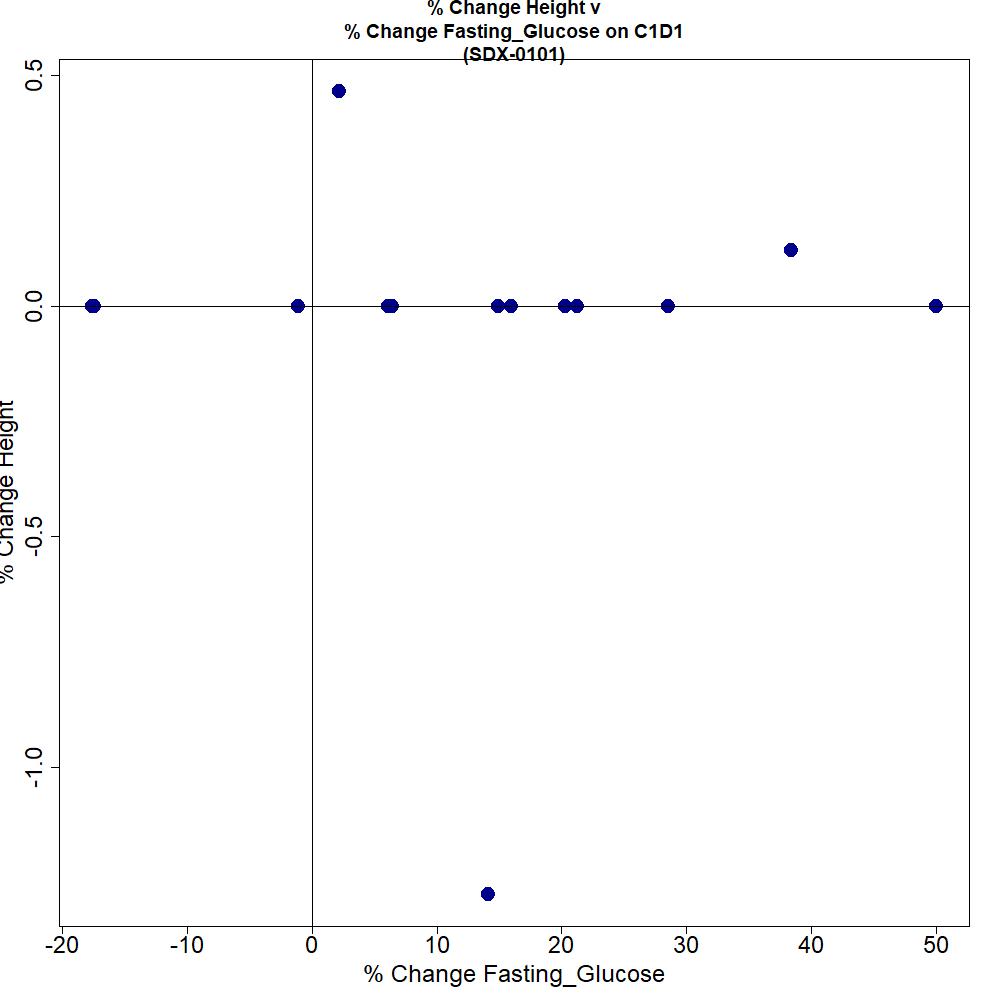 % Change Height v
% Change Fasting_Glucose on C1D1
(SDX-0101)
0.5
0.0
-0.5
-1.0
% Change Height
-20
-10
0
10
20
30
40
50
% Change Fasting_Glucose